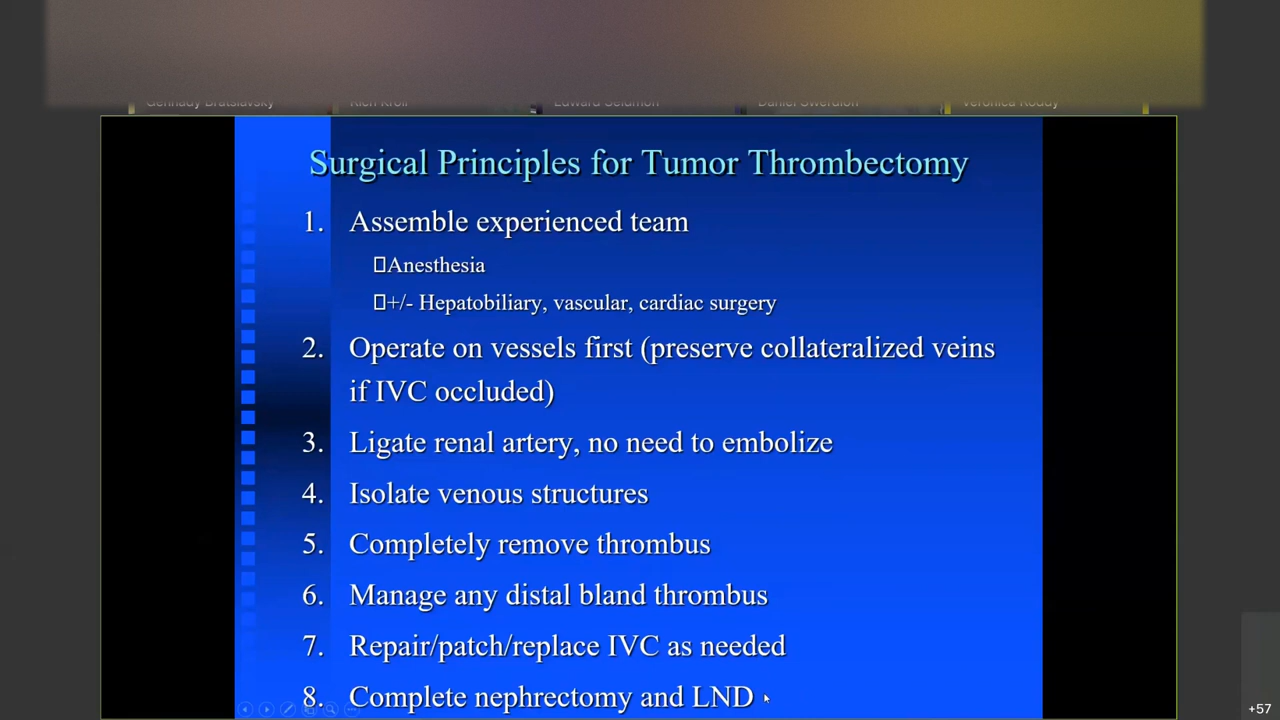 Surgical Principles for Tumor Thrombectomy
1. Assemble experienced team
Anesthesia
+/- Hepatobiliary, vascular, cardiac surgery
2. Operate on vessels first (preserve collateralized veins
if IVC occluded)
3. Ligate renal artery, no need to embolize
4. Isolate venous structures
5. Completely remove thrombus
6. Manage any distal bland thrombus
7. Repair/patch/replace IVC as needed
8. Complete nephrectomy and LND
+57